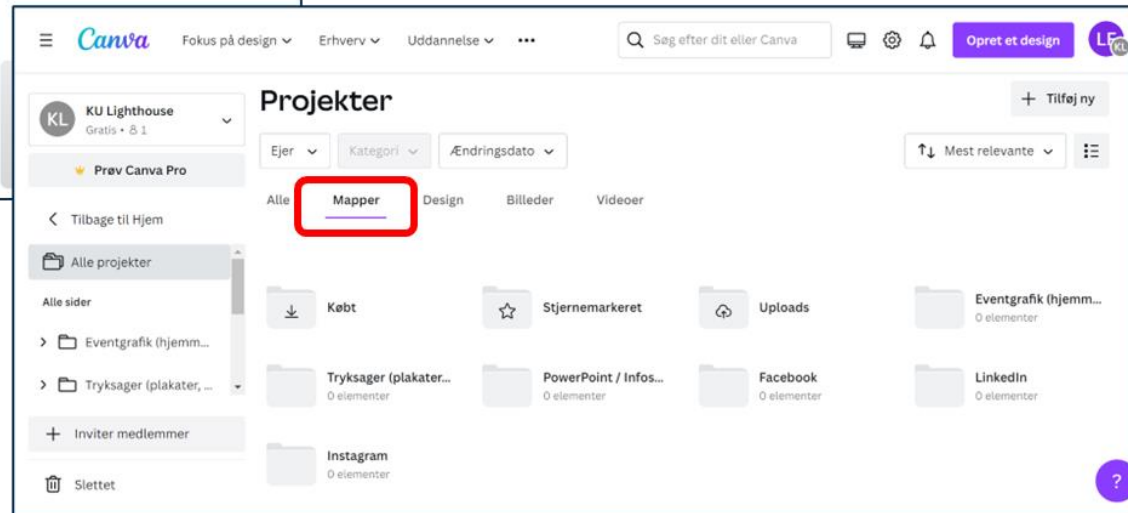 Canva Fokus på design Erhverv Uddannelse ••• Søg efter dit eller Canva Opret et design LE KL
KL KU Lighthouse
Gratis • 1
Prøv Canva Pro
Tilbage til Hjem
Alle projekter
Alle sider
Eventgrafik (hjemm...
Tryksager (plakater, ...
+ Inviter medlemmer
Slettet
Projekter + Tilføj ny
Ejer Kategori Ændringsdato Mest relevante
Alle Mapper Design Billeder Videoer
Købt Stjernemarkeret Uploads Eventgrafik (hjemm...
0 elementer
Tryksager (plakater... PowerPoint / Infos... Facebook LinkedIn
0 elementer 0 elementer 0 elementer 0 elementer
Instagram
0 elementer
?